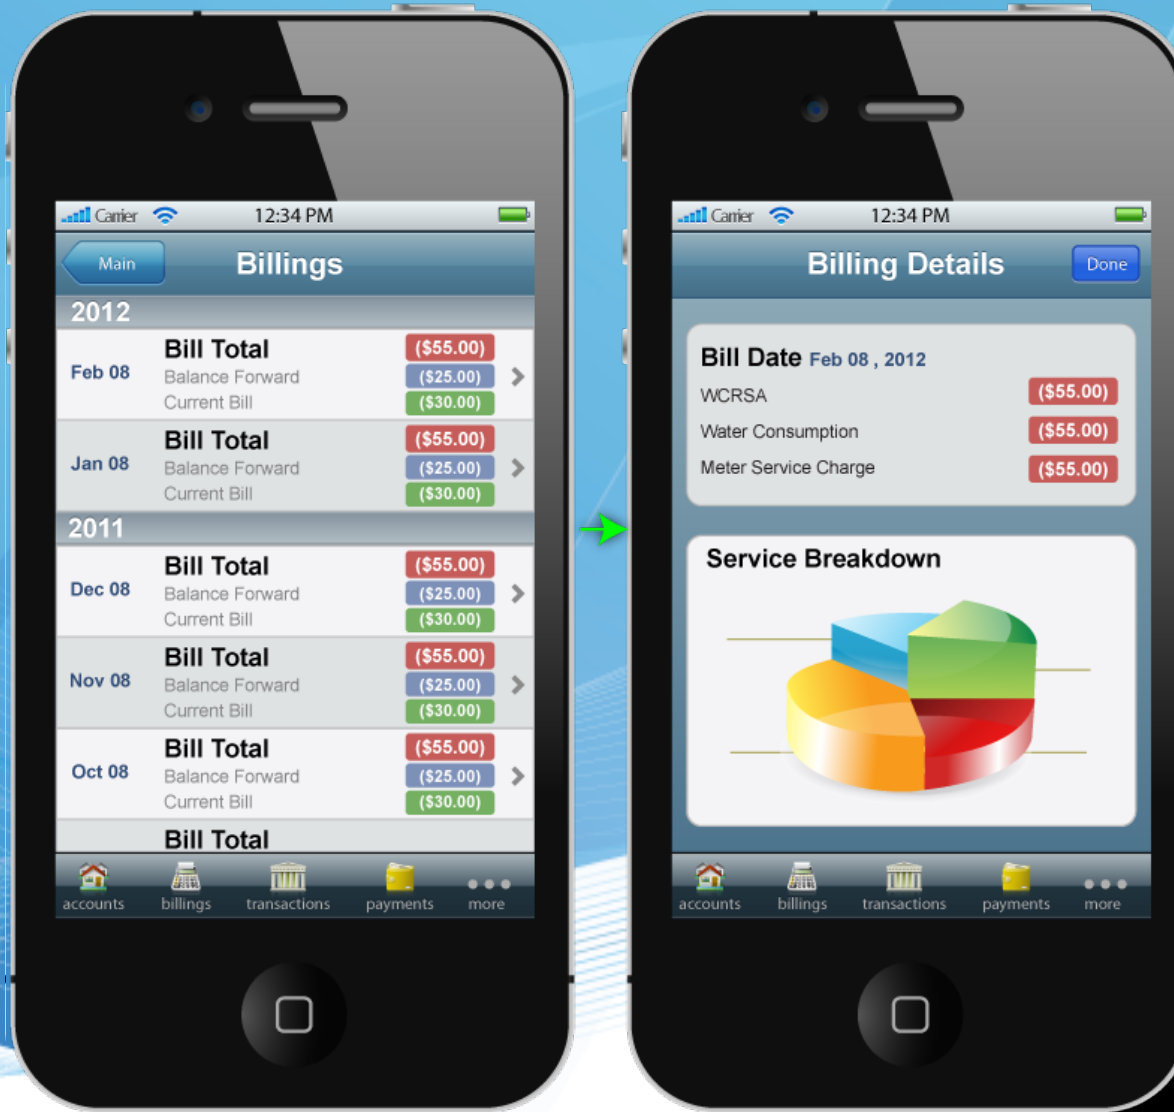 Carrier 12:34 PM
Main Billings
2012
Bill Total ($55.00)
Feb 08 Balance Forward ($25.00)
Current Bill ($30.00)
Bill Total ($55.00)
Jan 08 Balance Forward ($25.00)
Current Bill ($30.00)
2011
Bill Total ($55.00)
Dec 08 Balance Forward ($25.00)
Current Bill ($30.00)
Bill Total ($55.00)
Nov 08 Balance Forward ($25.00)
Current Bill ($30.00)
Bill Total ($55.00)
Oct 08 Balance Forward ($25.00)
Current Bill ($30.00)
Bill Total
accounts billings transactions payments more
Carrier 12:34 PM
Billing Details Done
Bill Date Feb 08 , 2012
WCRSA ($55.00)
Water Consumption ($55.00)
Meter Service Charge ($55.00)
Service Breakdown
accounts billings transactions payments more